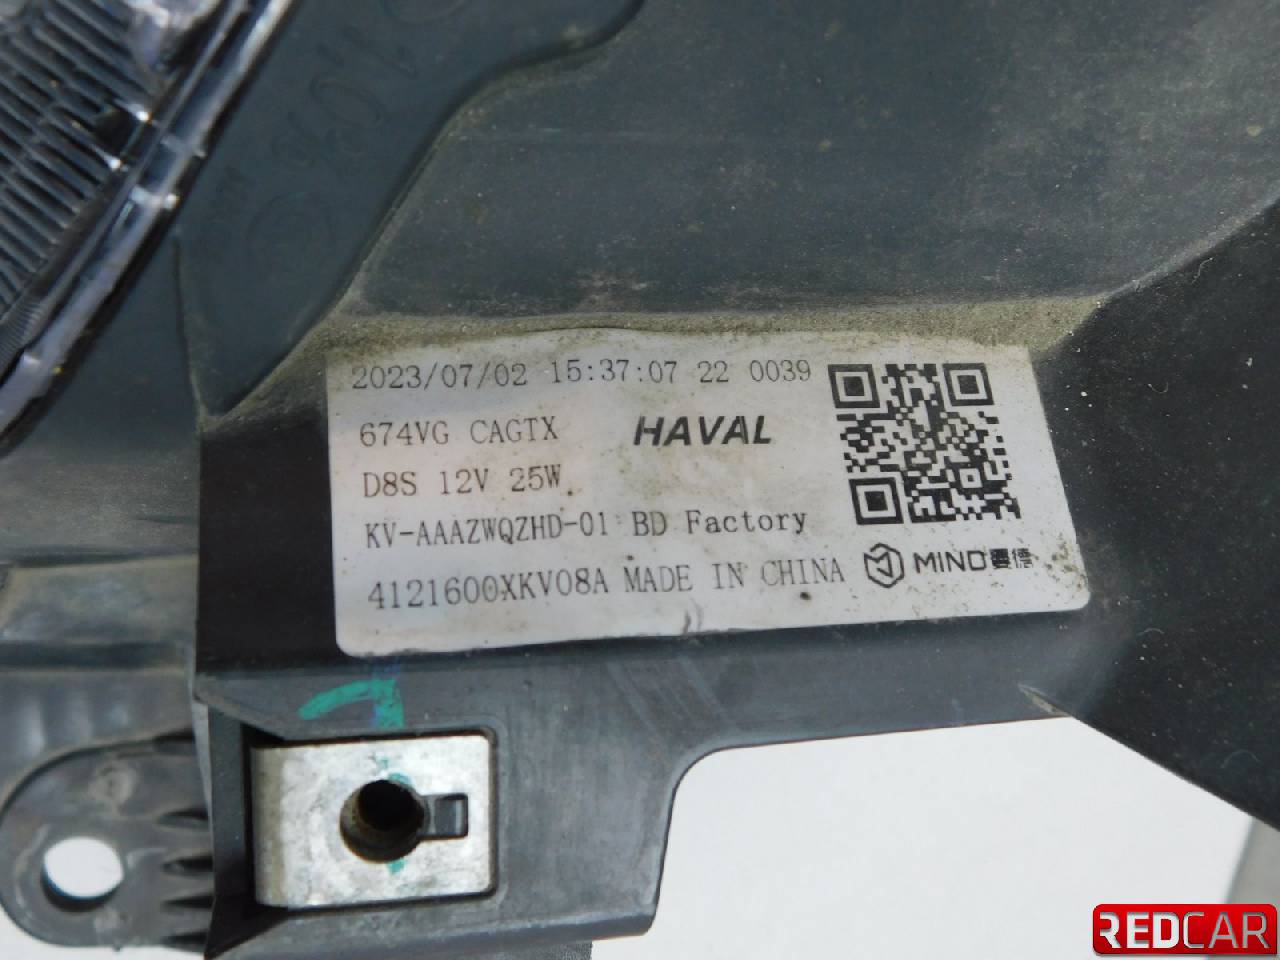 2023/07/02 15:37:07 22 0039
674VG CAGTX HAVAL
D8S 12V 25W
KV-AAAZWQZHD-01 BD Factory
4121600XKV08A MADE IN CHINA MIND曼德
REDCAR